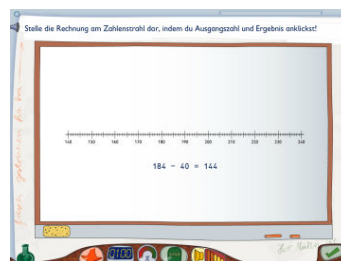 Stelle die Rechnung am Zahlenstrahl dar, indem du Ausgangszahl und Ergebnis anklickst!
140 150 160 170 180 190 200 210 220 230 240
184 - 40 = 144